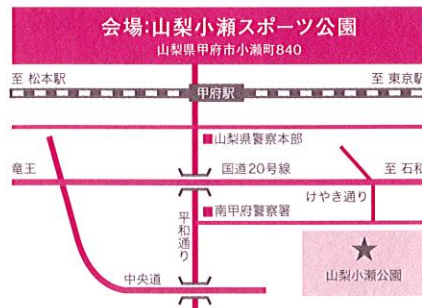 会場:山梨小瀬スポーツ公園
山梨県甲府市小瀬町840
至 松本駅
至 東京駅
甲府駅
山梨県警察本部
竜王
国道20号線
至 石和
けやき通り
南甲府警察署
平和通り
山梨小瀬公園
中央道